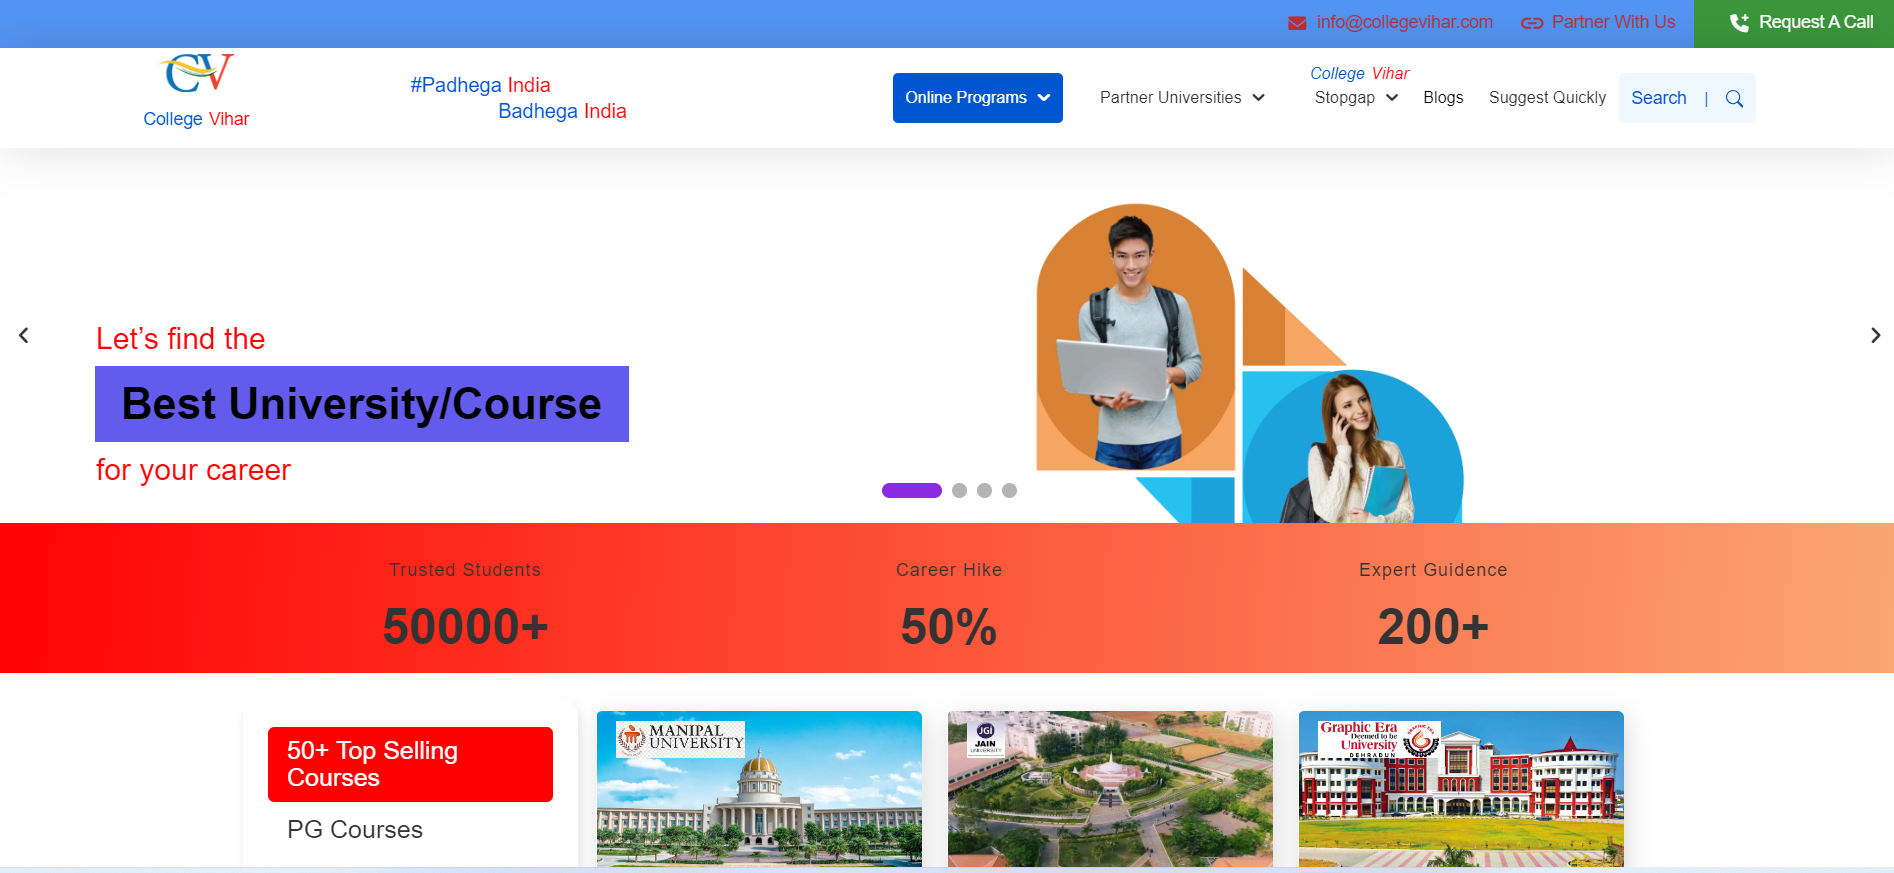 info@collegevihar.com
Partner With Us
Request A Call
CV
College Vihar
#Padhega India
Badhega India
Online Programs
Partner Universities
College Vihar
Stopgap
Blogs
Suggest Quickly
Search |
Let’s find the
Best University/Course
for your career
Trusted Students
50000+
Career Hike
50%
Expert Guidence
200+
50+ Top Selling
Courses
PG Courses
MANIPAL
UNIVERSITY
JGI
JAIN
UNIVERSITY
Graphic Era
Deemed to be
University
DEHRADUN